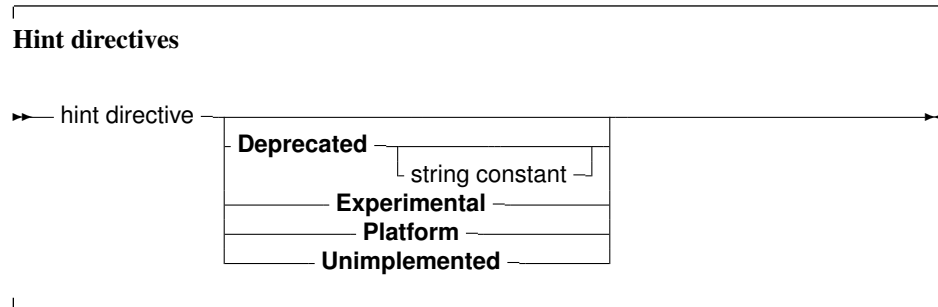 Hint directives
hint directive
Deprecated
string constant
Experimental
Platform
Unimplemented